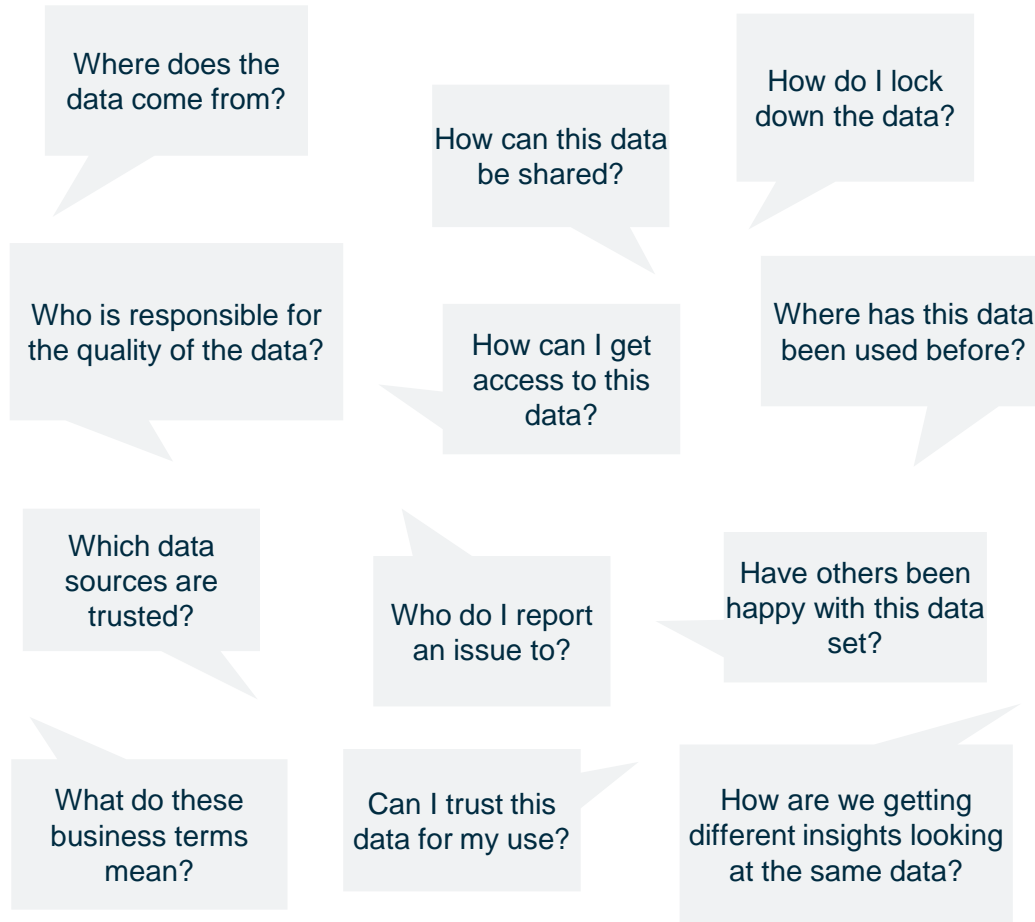 Where does the
data come from?
How can this data
be shared?
How do I lock
down the data?
Who is responsible for
the quality of the data?
How can I get
access to this
data?
Where has this data
been used before?
Which data
sources are
trusted?
Who do I report
an issue to?
Have others been
happy with this data
set?
What do these
business terms
mean?
Can I trust this
data for my use?
How are we getting
different insights looking
at the same data?